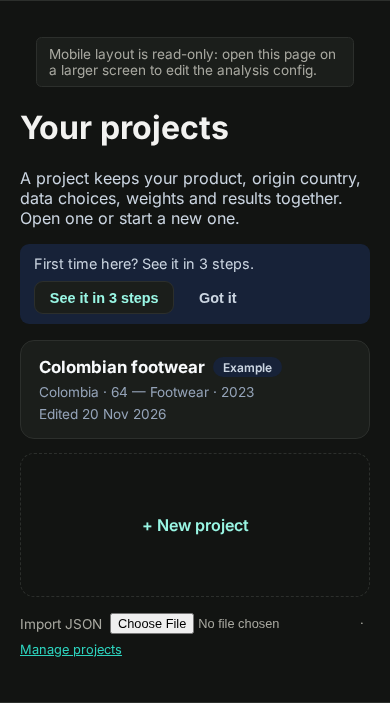 Mobile layout is read-only: open this page on
a larger screen to edit the analysis config.
Your projects
A project keeps your product, origin country,
data choices, weights and results together.
Open one or start a new one.
First time here? See it in 3 steps.
See it in 3 steps Got it
Colombian footwear Example
Colombia · 64 — Footwear · 2023
Edited 20 Nov 2026
+ New project
Import JSON Choose File No file chosen ·
Manage projects